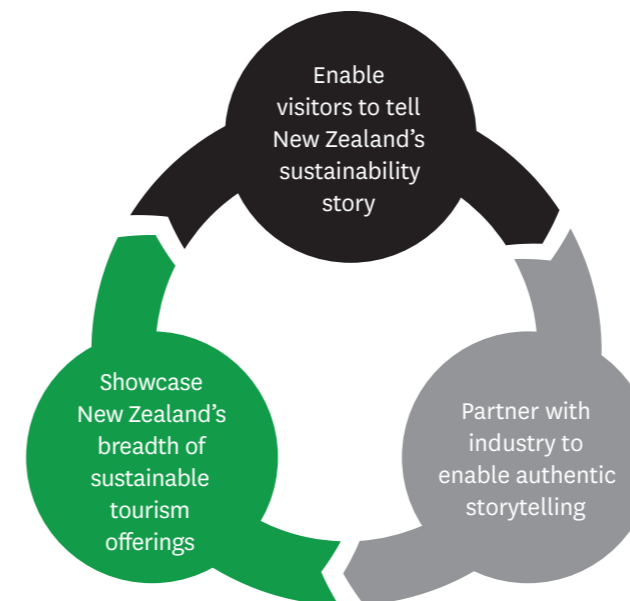 Enable
visitors to tell
New Zealand’s
sustainability
story
Showcase
New Zealand’s
breadth of
sustainable
tourism
offerings
Partner with
industry to
enable authentic
storytelling